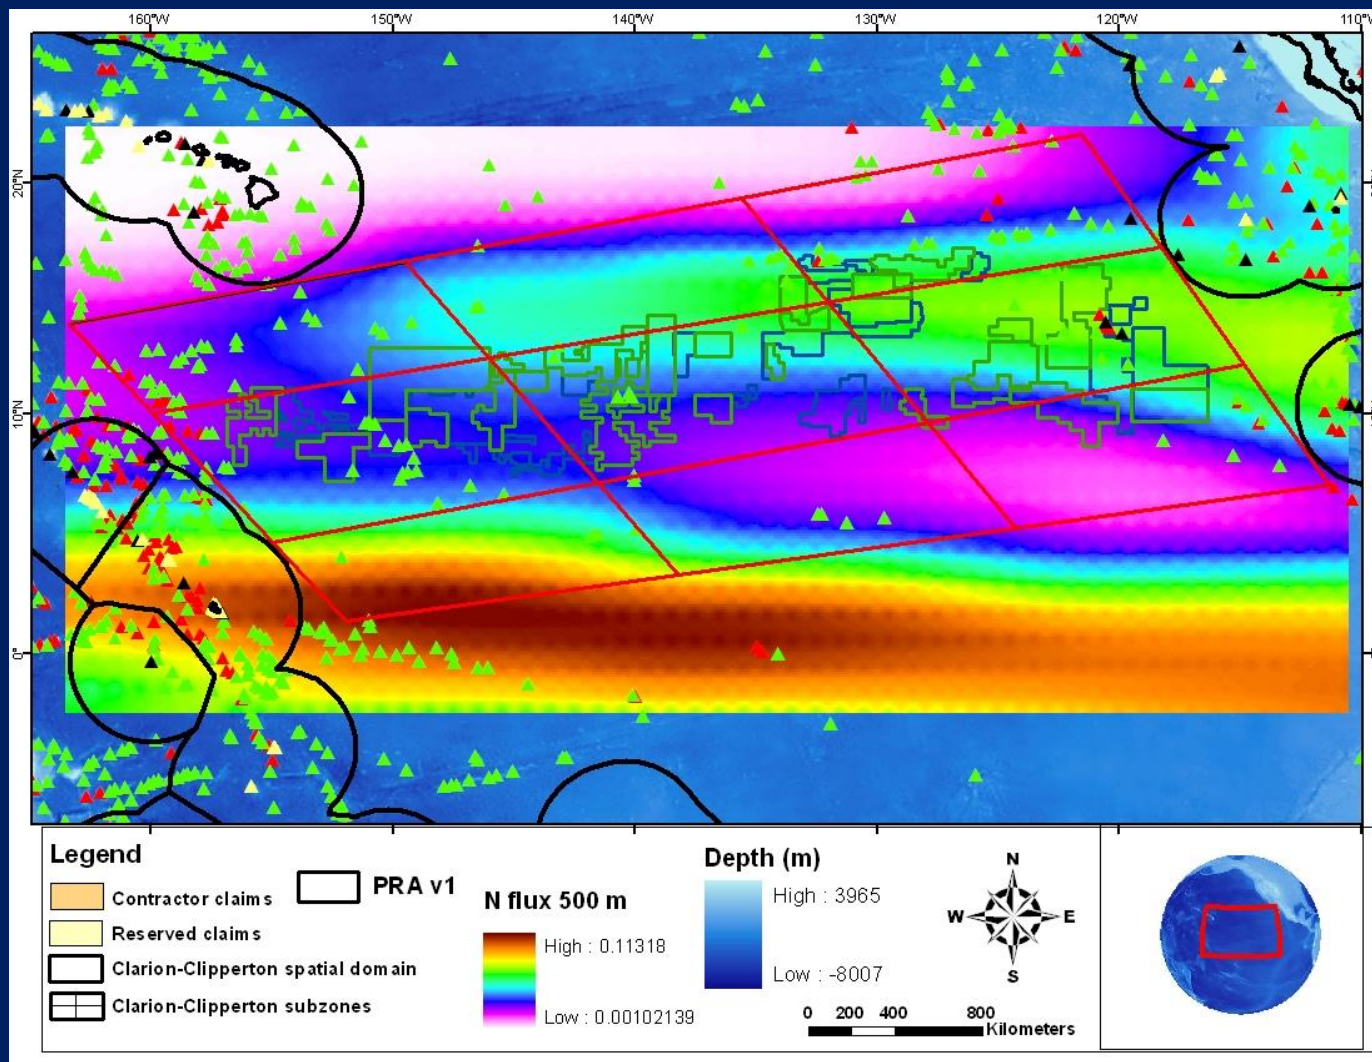 160°W 150°W 140°W 130°W 120°W 110°W
20°N
10°N
0°
Legend
Contractor claims
PRA v1
Reserved claims
Clarion-Clipperton spatial domain
Clarion-Clipperton subzones
N flux 500 m
High : 0.11318
Low : 0.00102139
Depth (m)
High : 3965
Low : -8007
N
W E
S
0 200 400 800
Kilometers